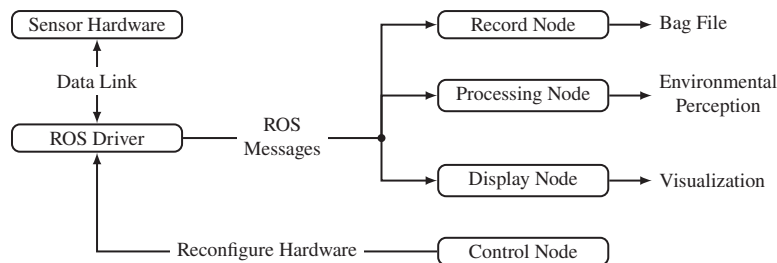 Sensor Hardware
Record Node
Bag File
Data Link
Processing Node
Environmental
Perception
ROS Driver
ROS
Messages
Display Node
Visualization
Reconfigure Hardware
Control Node